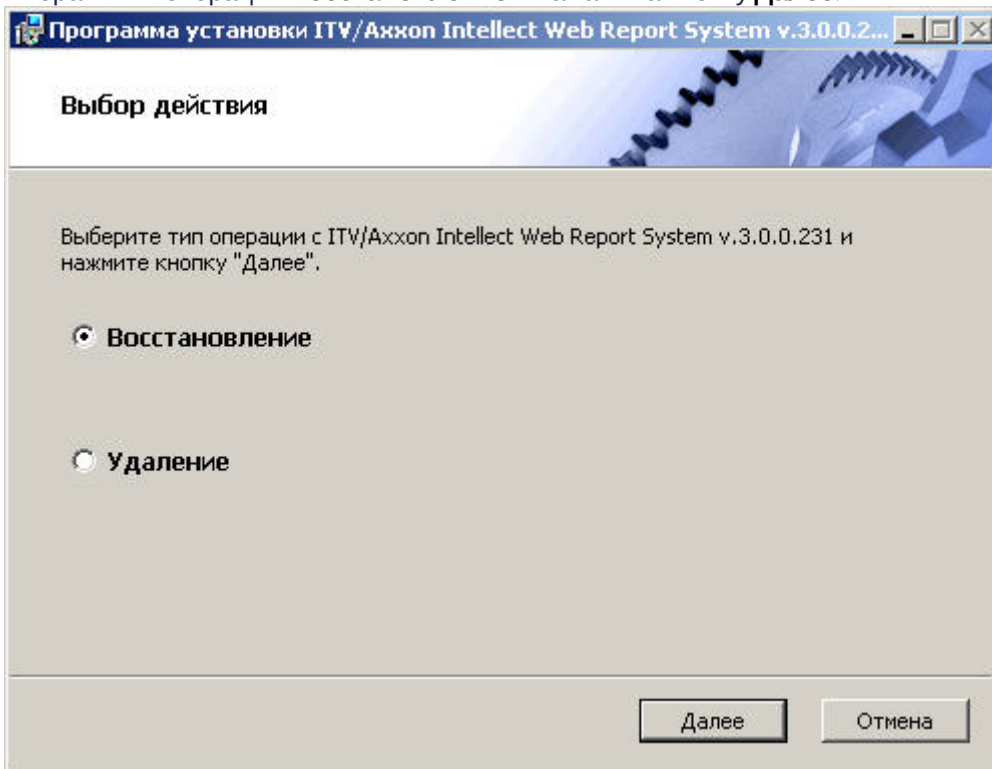 Программа установки ITV/Axxon Intellect Web Report System v.3.0.0.2...
Выбор действия
Выберите тип операции с ITV/Axxon Intellect Web Report System v.3.0.0.231 и
нажмите кнопку "Далее".
Восстановление
Удаление
Далее
Отмена